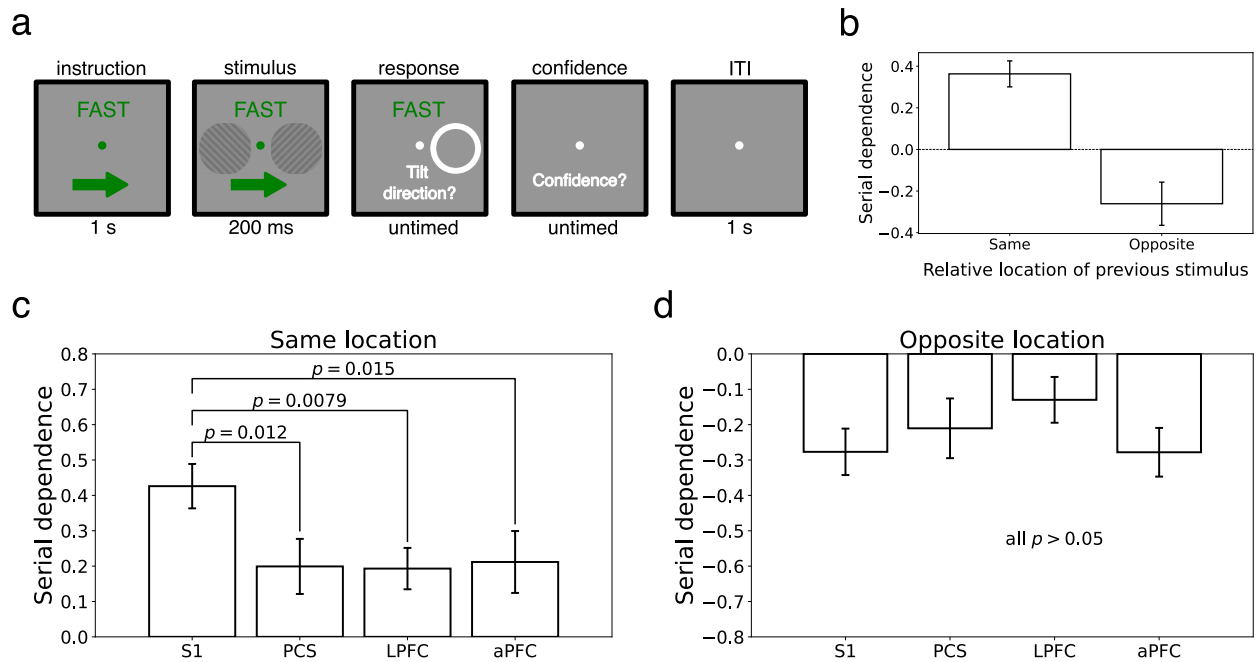 a
instruction
stimulus
response
confidence
ITI
FAST
FAST
FAST
Tilt
direction?
Confidence?
1 s
200 ms
untimed
untimed
1 s
b
Serial dependence
0.4
0.2
0.0
−0.2
−0.4
Same
Opposite
Relative location of previous stimulus
c
Same location
Serial dependence
0.8
0.7
0.6
0.5
0.4
0.3
0.2
0.1
0.0
p = 0.015
p = 0.0079
p = 0.012
S1
PCS
LPFC
aPFC
d
Opposite location
Serial dependence
0.0
−0.1
−0.2
−0.3
−0.4
−0.5
−0.6
−0.7
−0.8
all p > 0.05
S1
PCS
LPFC
aPFC